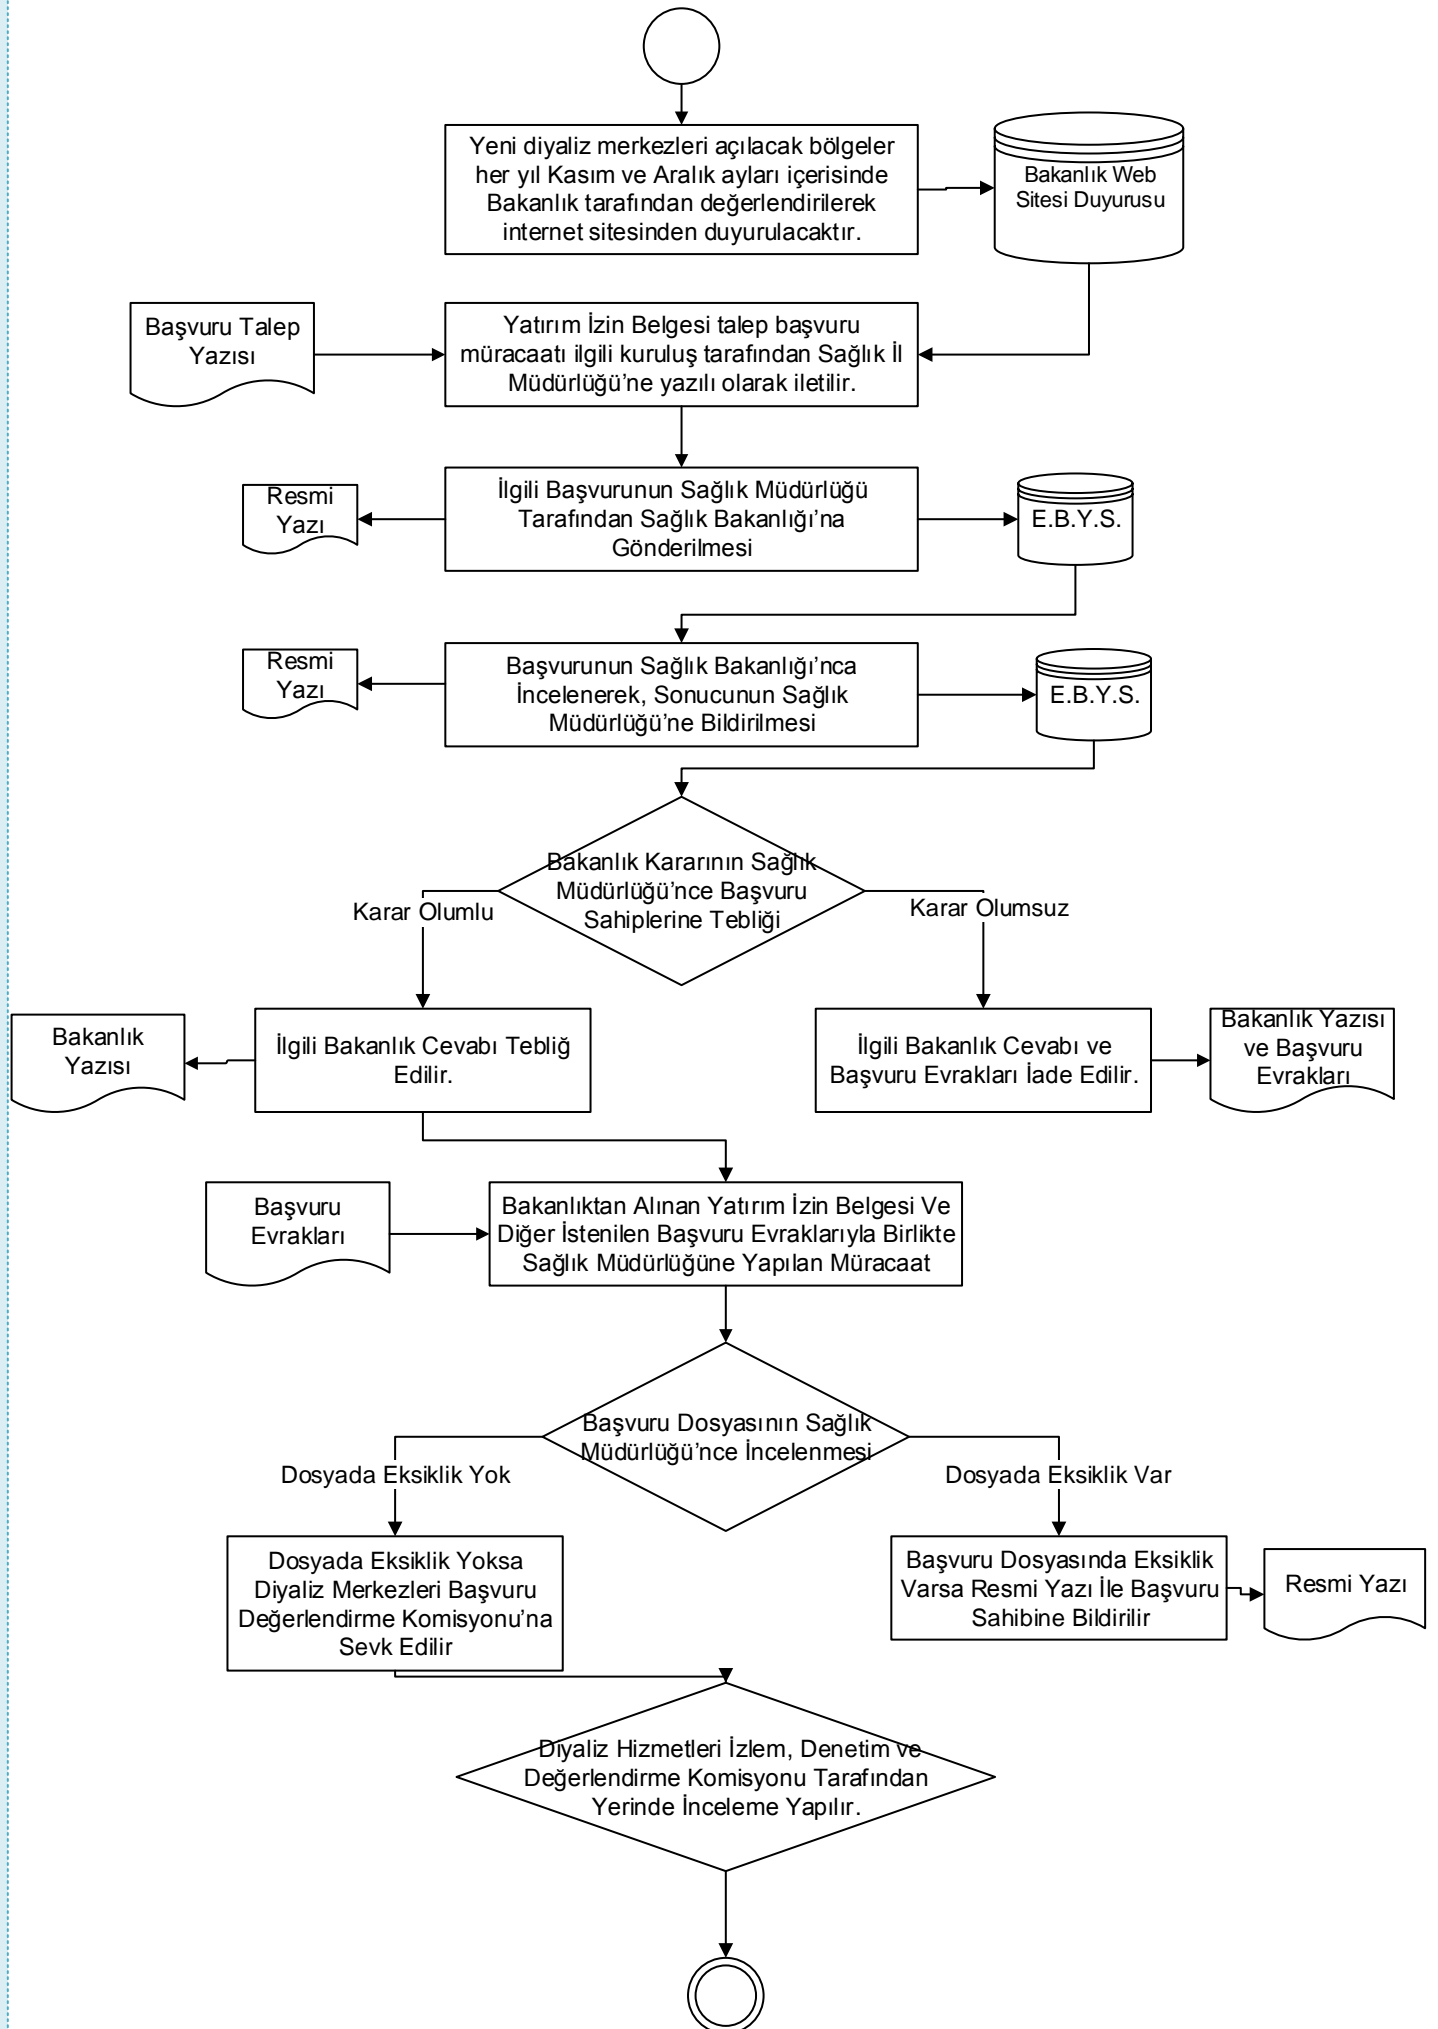 Yeni diyaliz merkezleri açılacak bölgeler
her yıl Kasım ve Aralık ayları içerisinde
Bakanlık tarafından değerlendirilerek
internet sitesinden duyurulacaktır.
Bakanlık Web
Sitesi Duyurusu
Başvuru Talep
Yazısı
Yatırım İzin Belgesi talep başvuru
müracaatı ilgili kuruluş tarafından Sağlık İl
Müdürlüğü’ne yazılı olarak iletilir.
Resmi
Yazı
İlgili Başvurunun Sağlık Müdürlüğü
Tarafından Sağlık Bakanlığı’na
Gönderilmesi
E.B.Y.S.
Resmi
Yazı
Başvurunun Sağlık Bakanlığı’nca
İncelenerek, Sonucunun Sağlık
Müdürlüğü’ne Bildirilmesi
E.B.Y.S.
Bakanlık Kararının Sağlık
Müdürlüğü’nce Başvuru
Sahiplerine Tebliği
Karar Olumlu
Karar Olumsuz
Bakanlık
Yazısı
İlgili Bakanlık Cevabı Tebliğ
Edilir.
İlgili Bakanlık Cevabı ve
Başvuru Evrakları İade Edilir.
Bakanlık Yazısı
ve Başvuru
Evrakları
Başvuru
Evrakları
Bakanlıktan Alınan Yatırım İzin Belgesi Ve
Diğer İstenilen Başvuru Evraklarıyla Birlikte
Sağlık Müdürlüğüne Yapılan Müracaat
Başvuru Dosyasının Sağlık
Müdürlüğü’nce İncelenmesi
Dosyada Eksiklik Yok
Dosyada Eksiklik Var
Dosyada Eksiklik Yoksa
Diyaliz Merkezleri Başvuru
Değerlendirme Komisyonu’na
Sevk Edilir
Başvuru Dosyasında Eksiklik
Varsa Resmi Yazı İle Başvuru
Sahibine Bildirilir
Resmi Yazı
Diyaliz Hizmetleri İzlem, Denetim ve
Değerlendirme Komisyonu Tarafından
Yerinde İnceleme Yapılır.